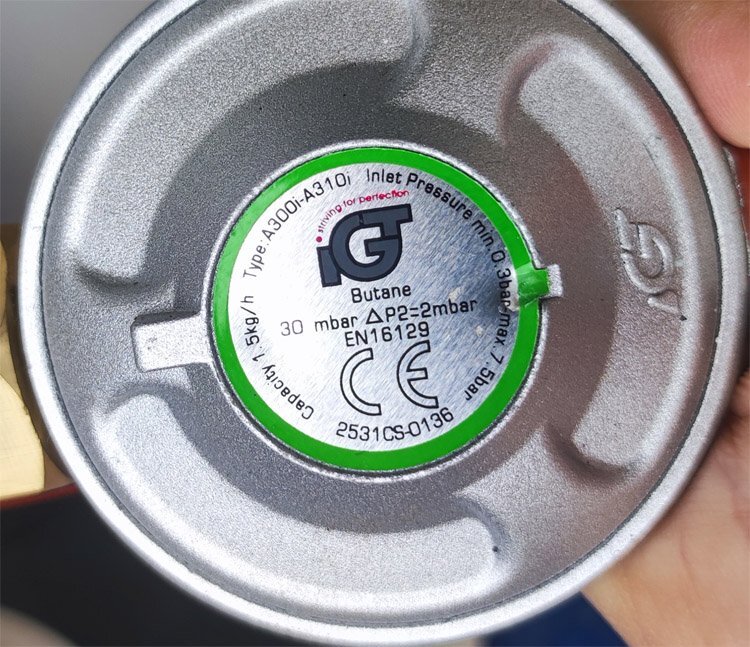 Capacity 1.5kg/h Type:A300i-A310i Inlet Pressure min.0.3bar-max.7.5bar
striving for perfection
IGT
Butane
30 mbar ΔP2=2mbar
EN16129
CE
2531CS-0136
IGT